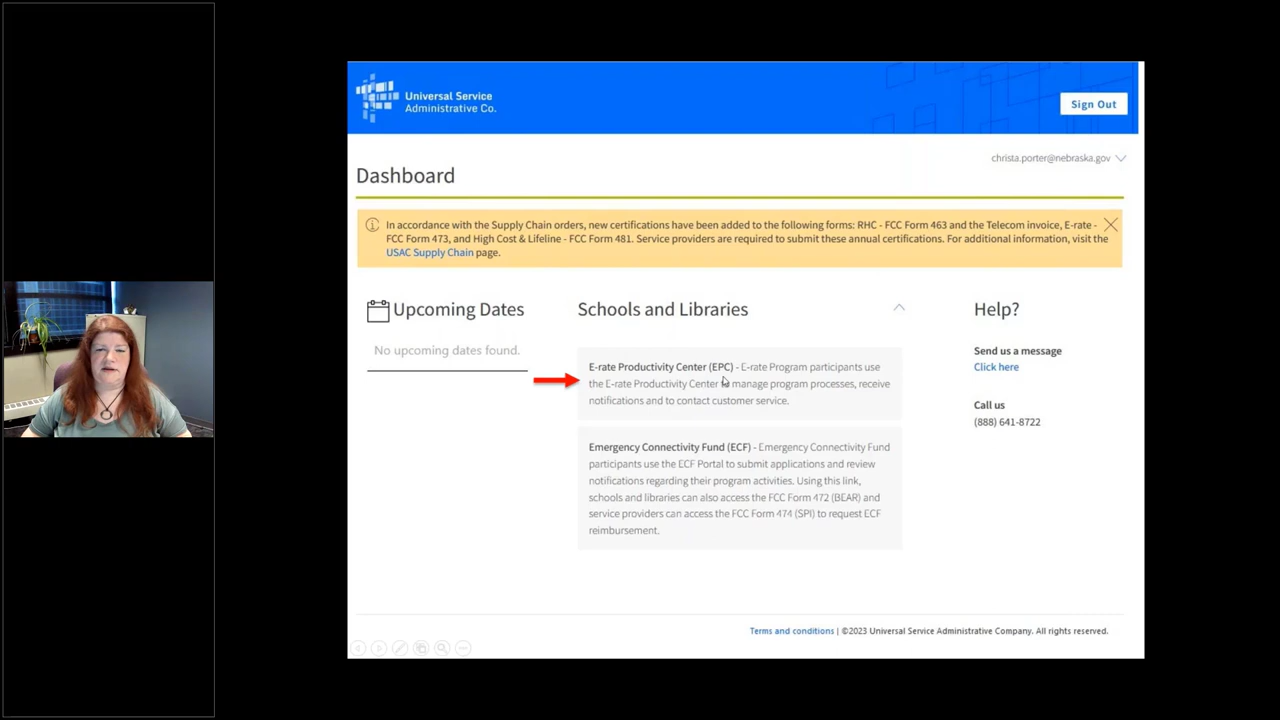 Universal Service
Administrative Co.
Sign Out
christa.porter@nebraska.gov
Dashboard
In accordance with the Supply Chain orders, new certifications have been added to the following forms: RHC - FCC Form 463 and the Telecom invoice, E-rate -
FCC Form 473, and High Cost & Lifeline - FCC Form 481. Service providers are required to submit these annual certifications. For additional information, visit the
USAC Supply Chain page.
Upcoming Dates
No upcoming dates found.
Schools and Libraries
E-rate Productivity Center (EPC) - E-rate Program participants use
the E-rate Productivity Center to manage program processes, receive
notifications and to contact customer service.
Emergency Connectivity Fund (ECF) - Emergency Connectivity Fund
participants use the ECF Portal to submit applications and review
notifications regarding their program activities. Using this link,
schools and libraries can also access the FCC Form 472 (BEAR) and
service providers can access the FCC Form 474 (SPI) to request ECF
reimbursement.
Help?
Send us a message
Click here
Call us
(888) 641-8722
Terms and conditions | ©2023 Universal Service Administrative Company. All rights reserved.